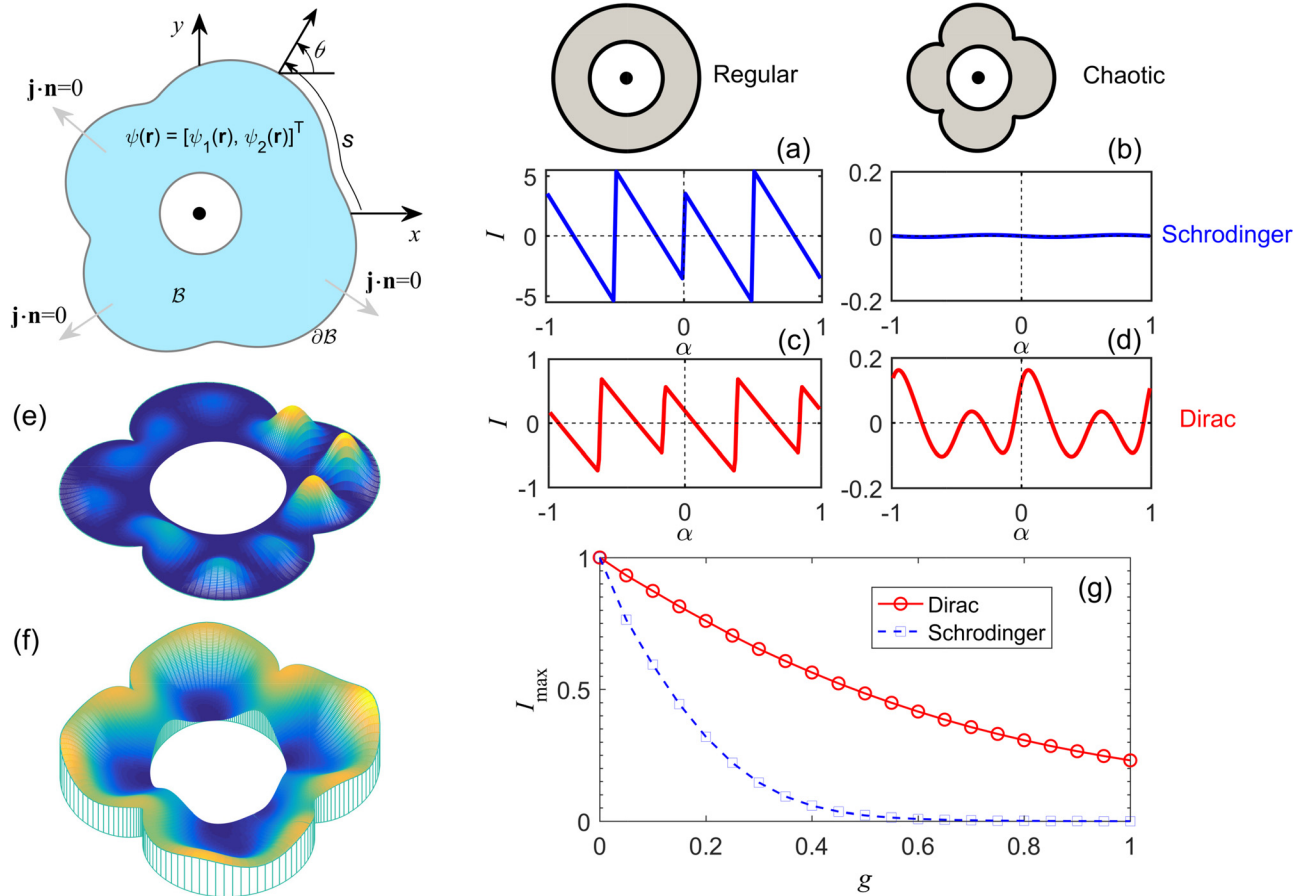 y
θ
j·n=0
ψ(r) = [ψ₁(r), ψ₂(r)]ᵀ
s
x
j·n=0
j·n=0
ℬ
∂ℬ
(e)
(f)
Regular
Chaotic
(a)
5
0
-5
I
-1
0
1
α
(b)
0.2
0
-0.2
-1
0
1
α
Schrodinger
(c)
1
0
-1
I
-1
0
1
α
(d)
0.2
0
-0.2
-1
0
1
α
Dirac
(g)
1
0.5
0
Iₘₐₓ
Dirac
Schrodinger
0
0.2
0.4
0.6
0.8
1
g